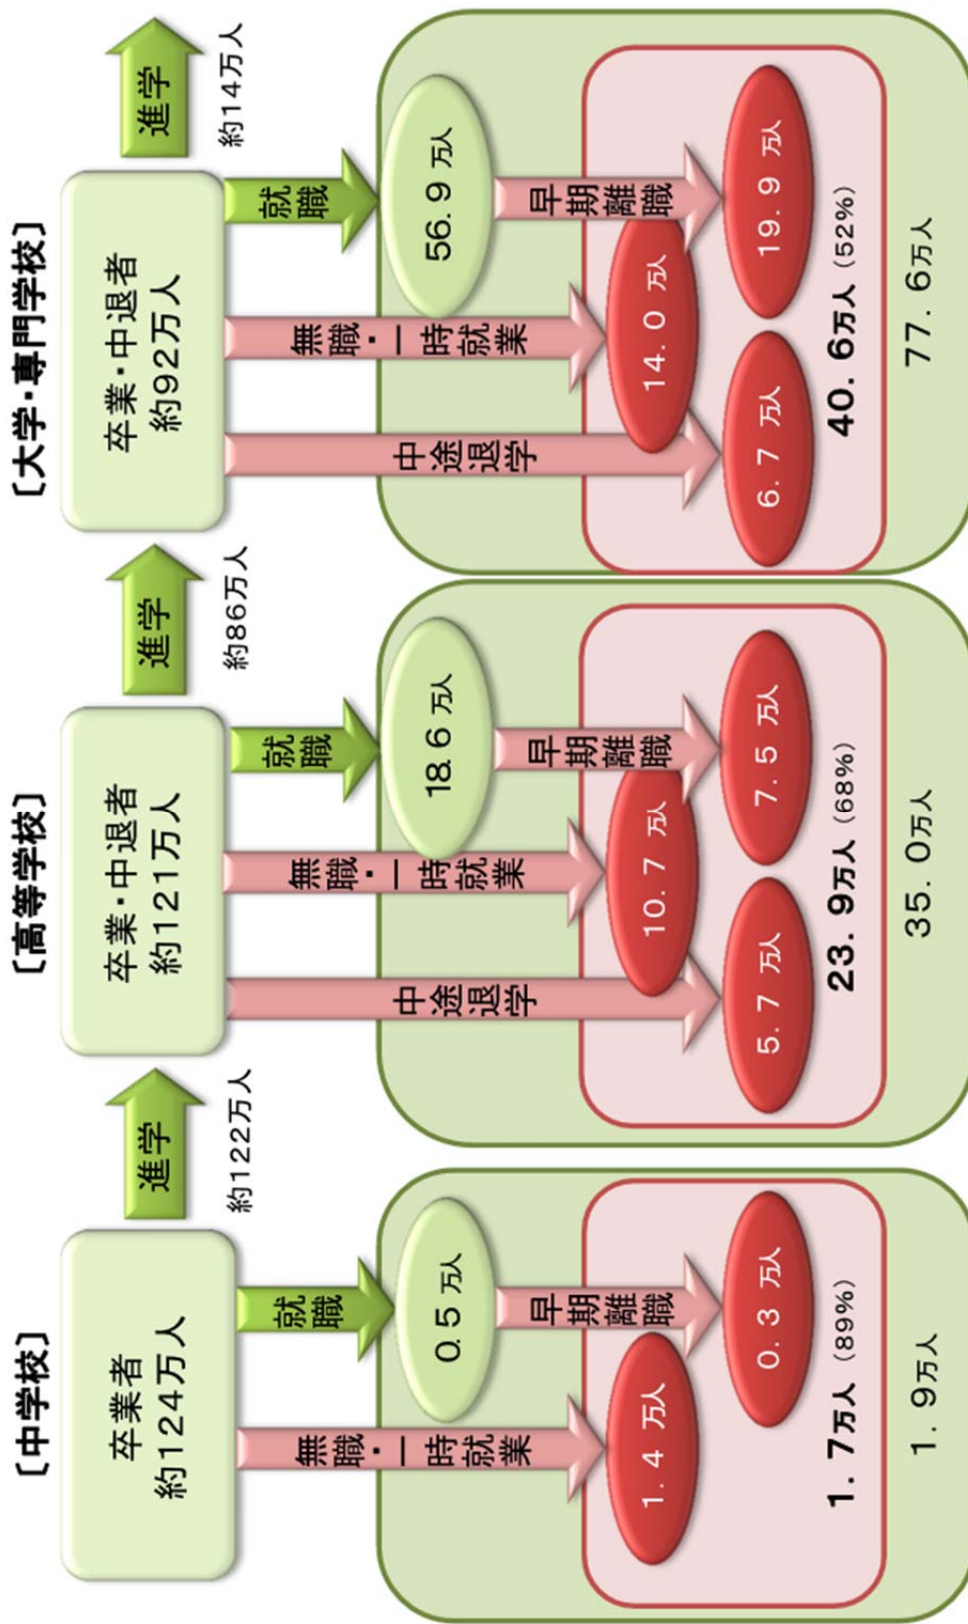 〔中学校〕
卒業者
約124万人
進学
約122万人
無職・一時就業
就職
0.5 万人
早期離職
1.4 万人
0.3 万人
1.7万人(89%)
1.9万人
〔高等学校〕
卒業・中退者
約121万人
進学
約86万人
中途退学
無職・一時就業
就職
18.6 万人
早期離職
10.7 万人
5.7 万人
7.5 万人
23.9万人(68%)
35.0万人
〔大学・専門学校〕
卒業・中退者
約92万人
進学
約14万人
中途退学
無職・一時就業
就職
56.9 万人
早期離職
14.0 万人
6.7 万人
19.9 万人
40.6万人(52%)
77.6万人